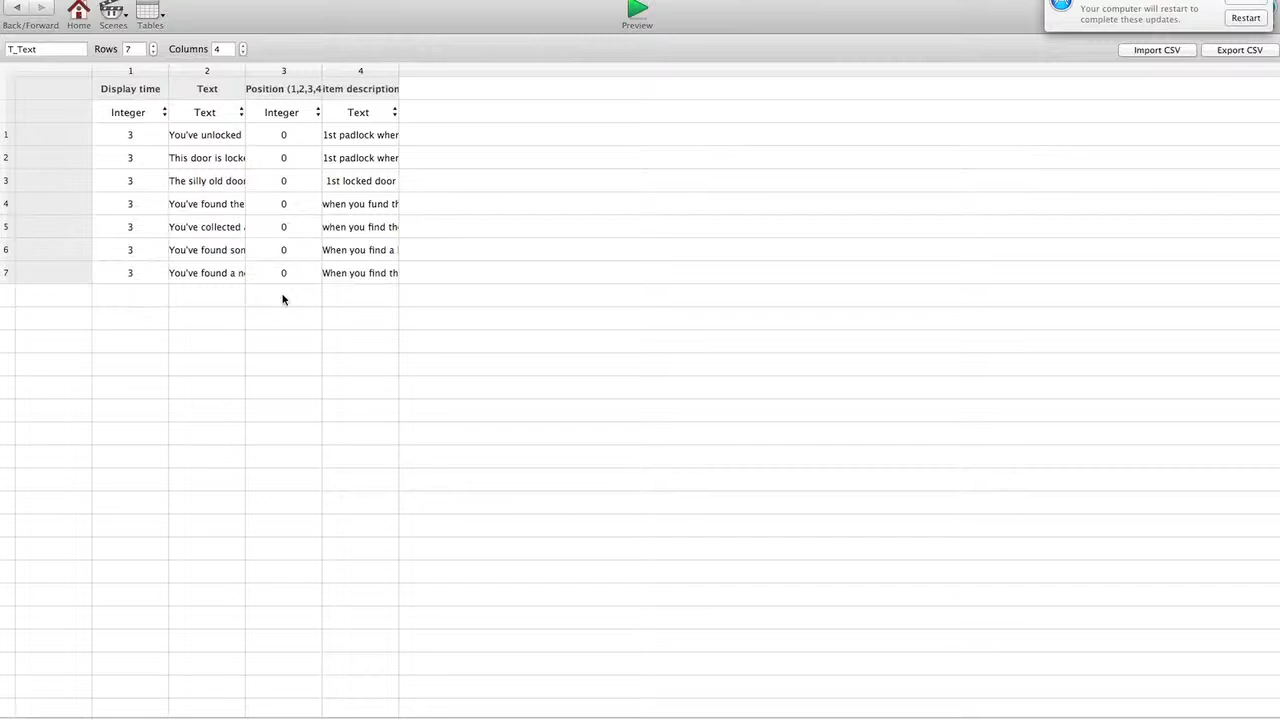 Back/Forward Home Scenes Tables Preview
Your computer will restart to
complete these updates.
Restart
T_Text Rows 7 Columns 4 Import CSV Export CSV
1 2 3 4
Display time Text Position (1,2,3,4 item description
Integer Text Integer Text
1 3 You've unlocked 0 1st padlock wher
2 3 This door is locke 0 1st padlock wher
3 3 The silly old door 0 1st locked door
4 3 You've found the 0 when you fund th
5 3 You've collected 0 when you find the
6 3 You've found som 0 When you find a
7 3 You've found a ne 0 When you find th